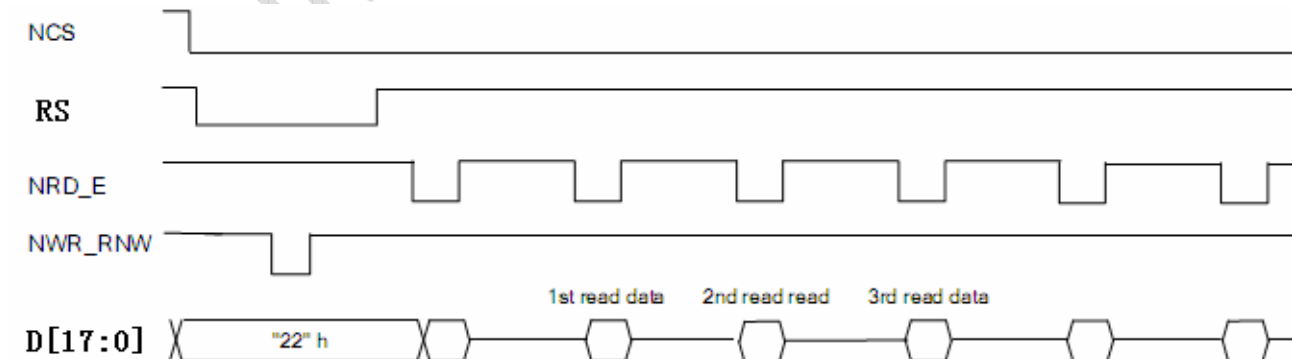 NCS
RS
NRD_E
NWR_RNW
1st read data 2nd read read 3rd read data
D[17:0] "22" h